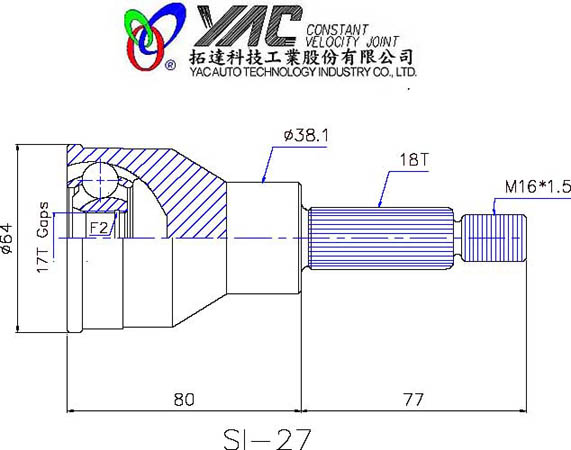 YAC CONSTANT
VELOCITY JOINT
®
拓達科技工業股份有限公司
YAC AUTO TECHNOLOGY INDUSTRY CO., LTD.
ø38.1
18T
M16*1.5
ø64
17T Gaps
F2
80
77
SI-27